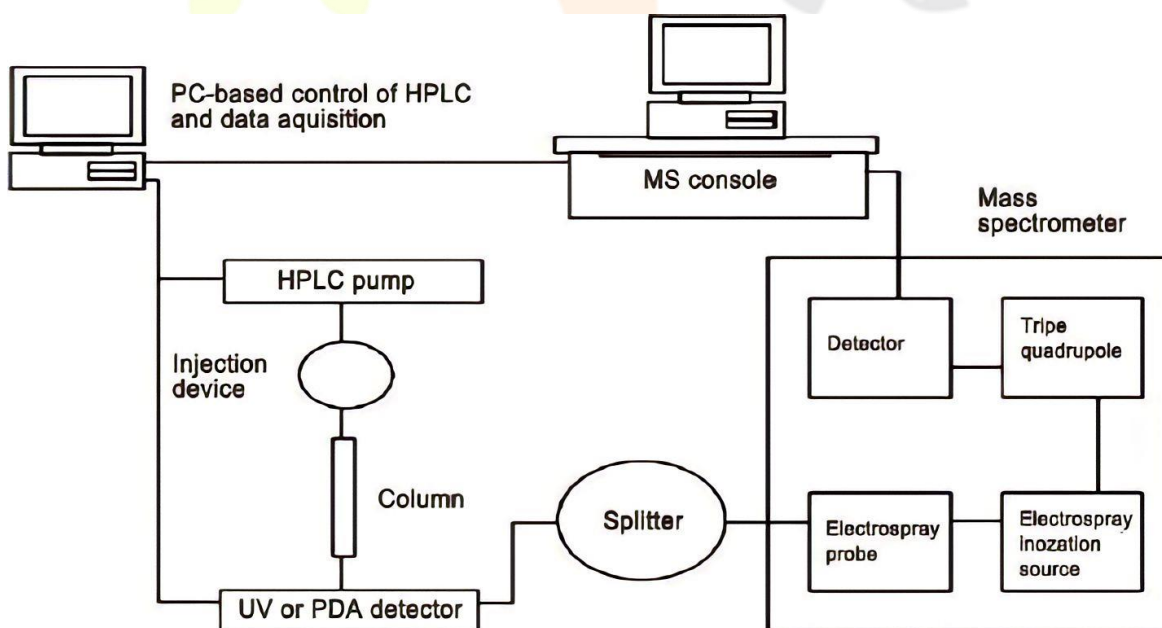 PC-based control of HPLC
and data aquisition
MS console
Mass
spectrometer
HPLC pump
Injection
device
Column
UV or PDA detector
Splitter
Detector
Tripe
quadrupole
Electrospray
probe
Electrospray
inozation
source